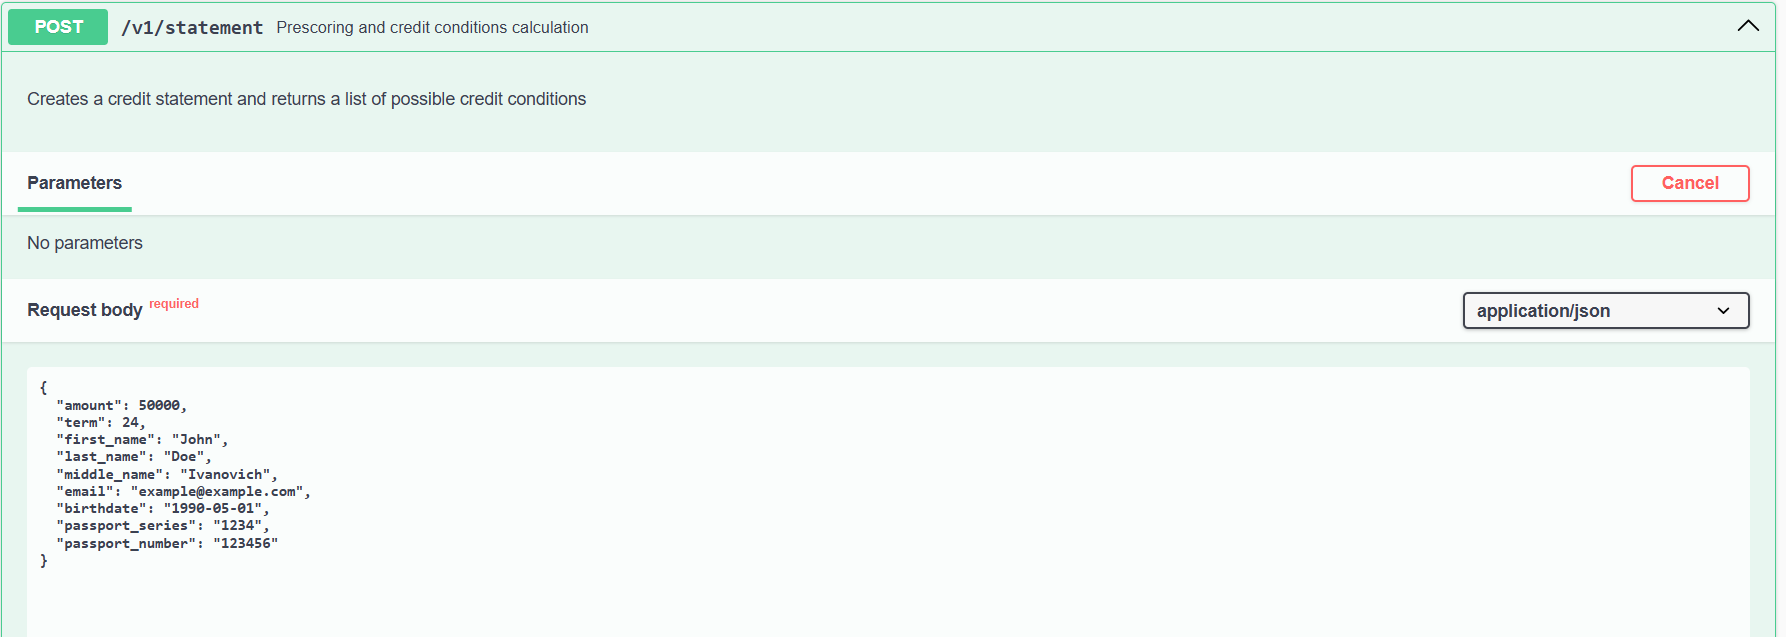 POST /v1/statement Prescoring and credit conditions calculation
Creates a credit statement and returns a list of possible credit conditions
Parameters
Cancel
No parameters
Request body required
application/json
{
  "amount": 50000,
  "term": 24,
  "first_name": "John",
  "last_name": "Doe",
  "middle_name": "Ivanovich",
  "email": "example@example.com",
  "birthdate": "1990-05-01",
  "passport_series": "1234",
  "passport_number": "123456"
}